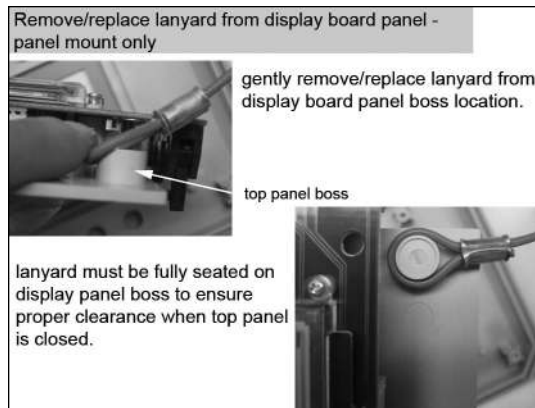 Remove/replace lanyard from display board panel -
panel mount only
gently remove/replace lanyard from
display board panel boss location.
top panel boss
lanyard must be fully seated on
display panel boss to ensure
proper clearance when top panel
is closed.